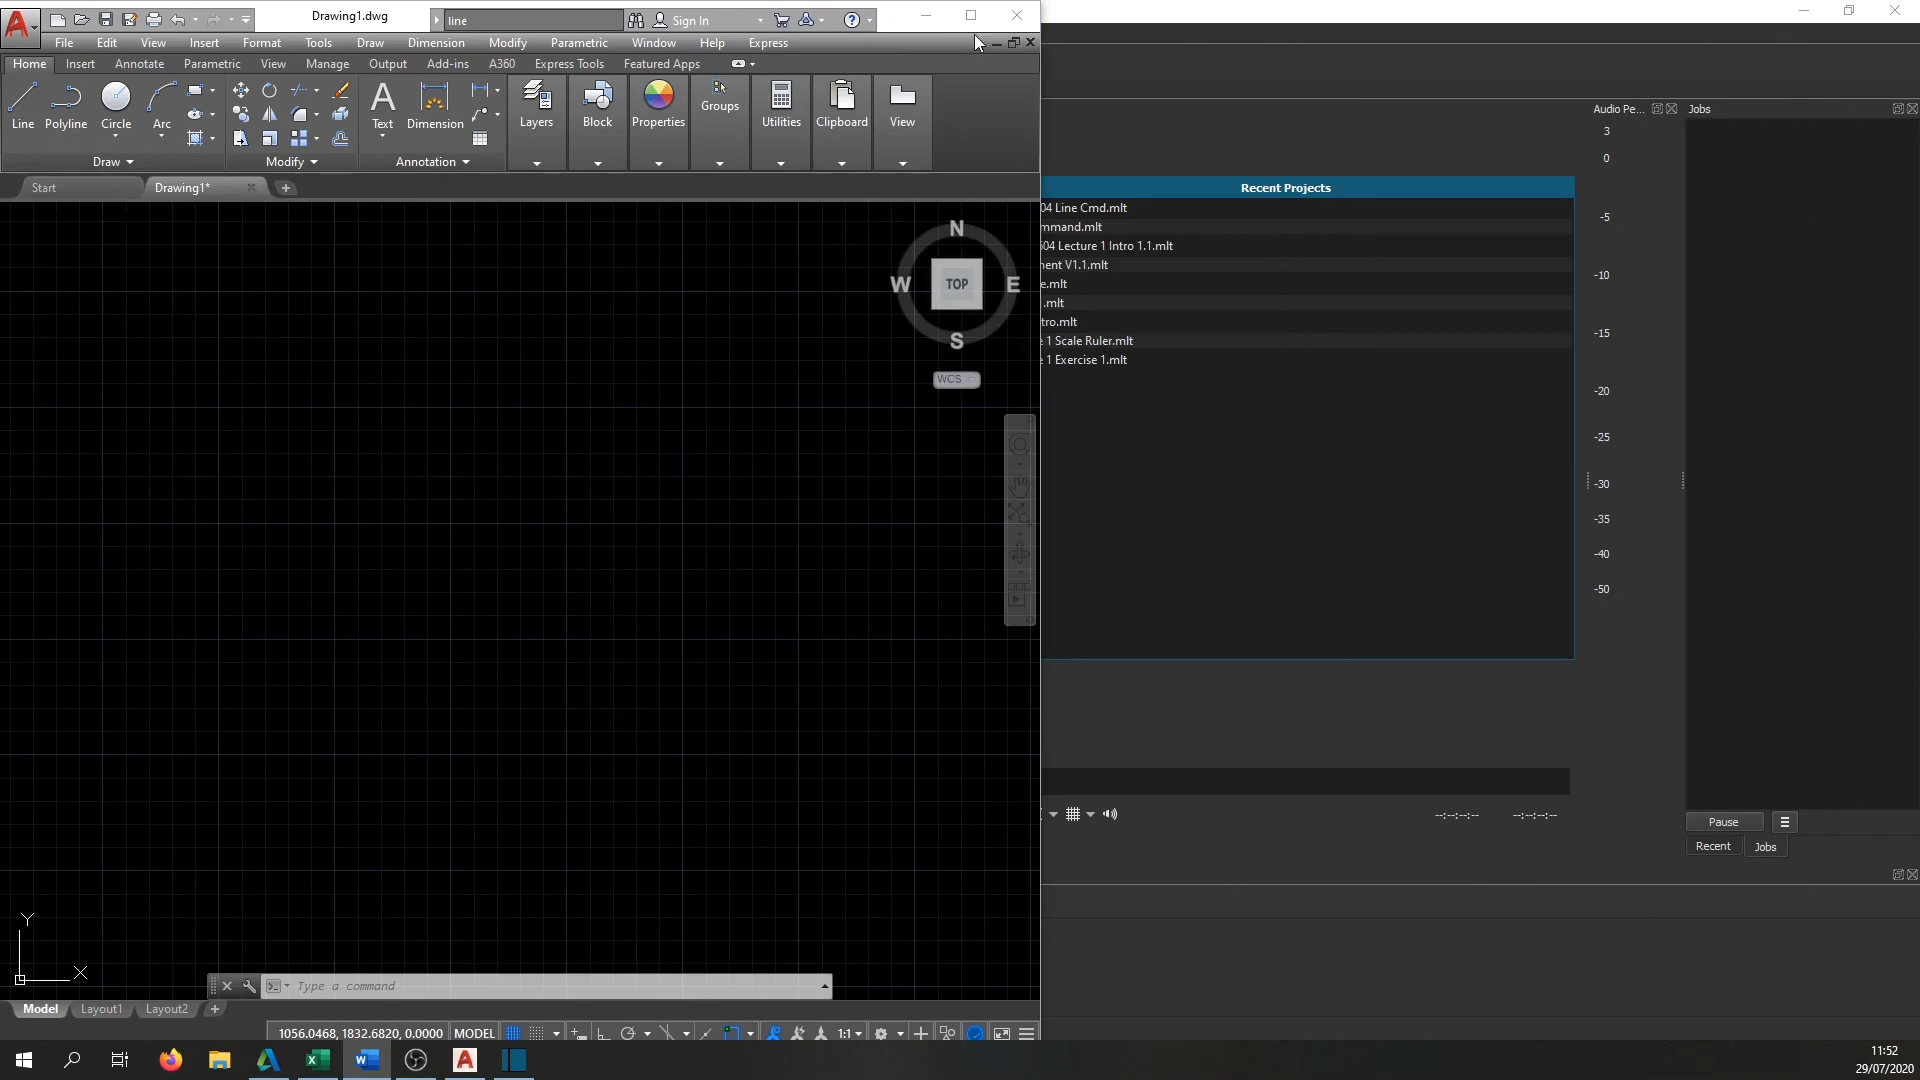 Drawing1.dwg
line
Sign In
File Edit View Insert Format Tools Draw Dimension Modify Parametric Window Help Express
Home Insert Annotate Parametric View Manage Output Add-ins A360 Express Tools Featured Apps
Line Polyline Circle Arc
Text Dimension
Layers Block Properties Groups Utilities Clipboard View
Draw Modify Annotation
Start Drawing1*
N
W TOP E
S
WCS
Y
X
Type a command
Model Layout1 Layout2
1056.0468, 1832.6820, 0.0000 MODEL 1:1
Recent Projects
04 Line Cmd.mlt
mmand.mlt
04 Lecture 1 Intro 1.1.mlt
nent V1.1.mlt
e.mlt
.mlt
tro.mlt
e 1 Scale Ruler.mlt
e 1 Exercise 1.mlt
--:--:--:-- --:--:--:--
Audio Pe...
3
0
-5
-10
-15
-20
-25
-30
-35
-40
-50
Jobs
Pause
Recent Jobs
11:52
29/07/2020